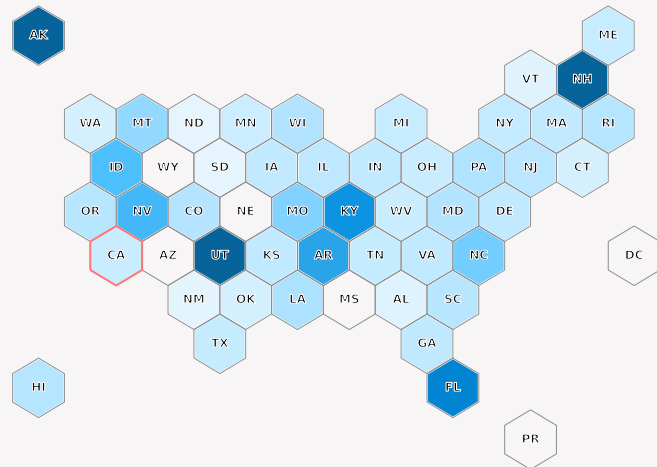 AK
ME
VT NH
WA MT ND MN WI MI NY MA RI
ID WY SD IA IL IN OH PA NJ CT
OR NV CO NE MO KY WV MD DE
CA AZ UT KS AR TN VA NC DC
NM OK LA MS AL SC
TX GA
HI FL
PR